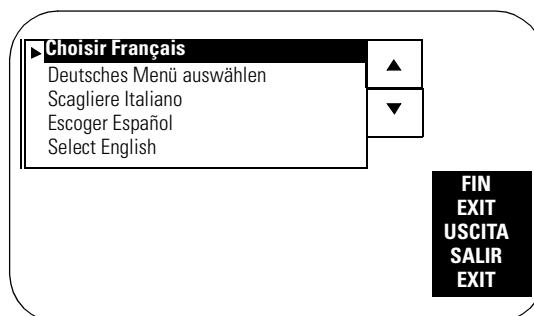 Choisir Français
Deutsches Menü auswählen
Scagliere Italiano
Escoger Español
Select English
FIN
EXIT
USCITA
SALIR
EXIT